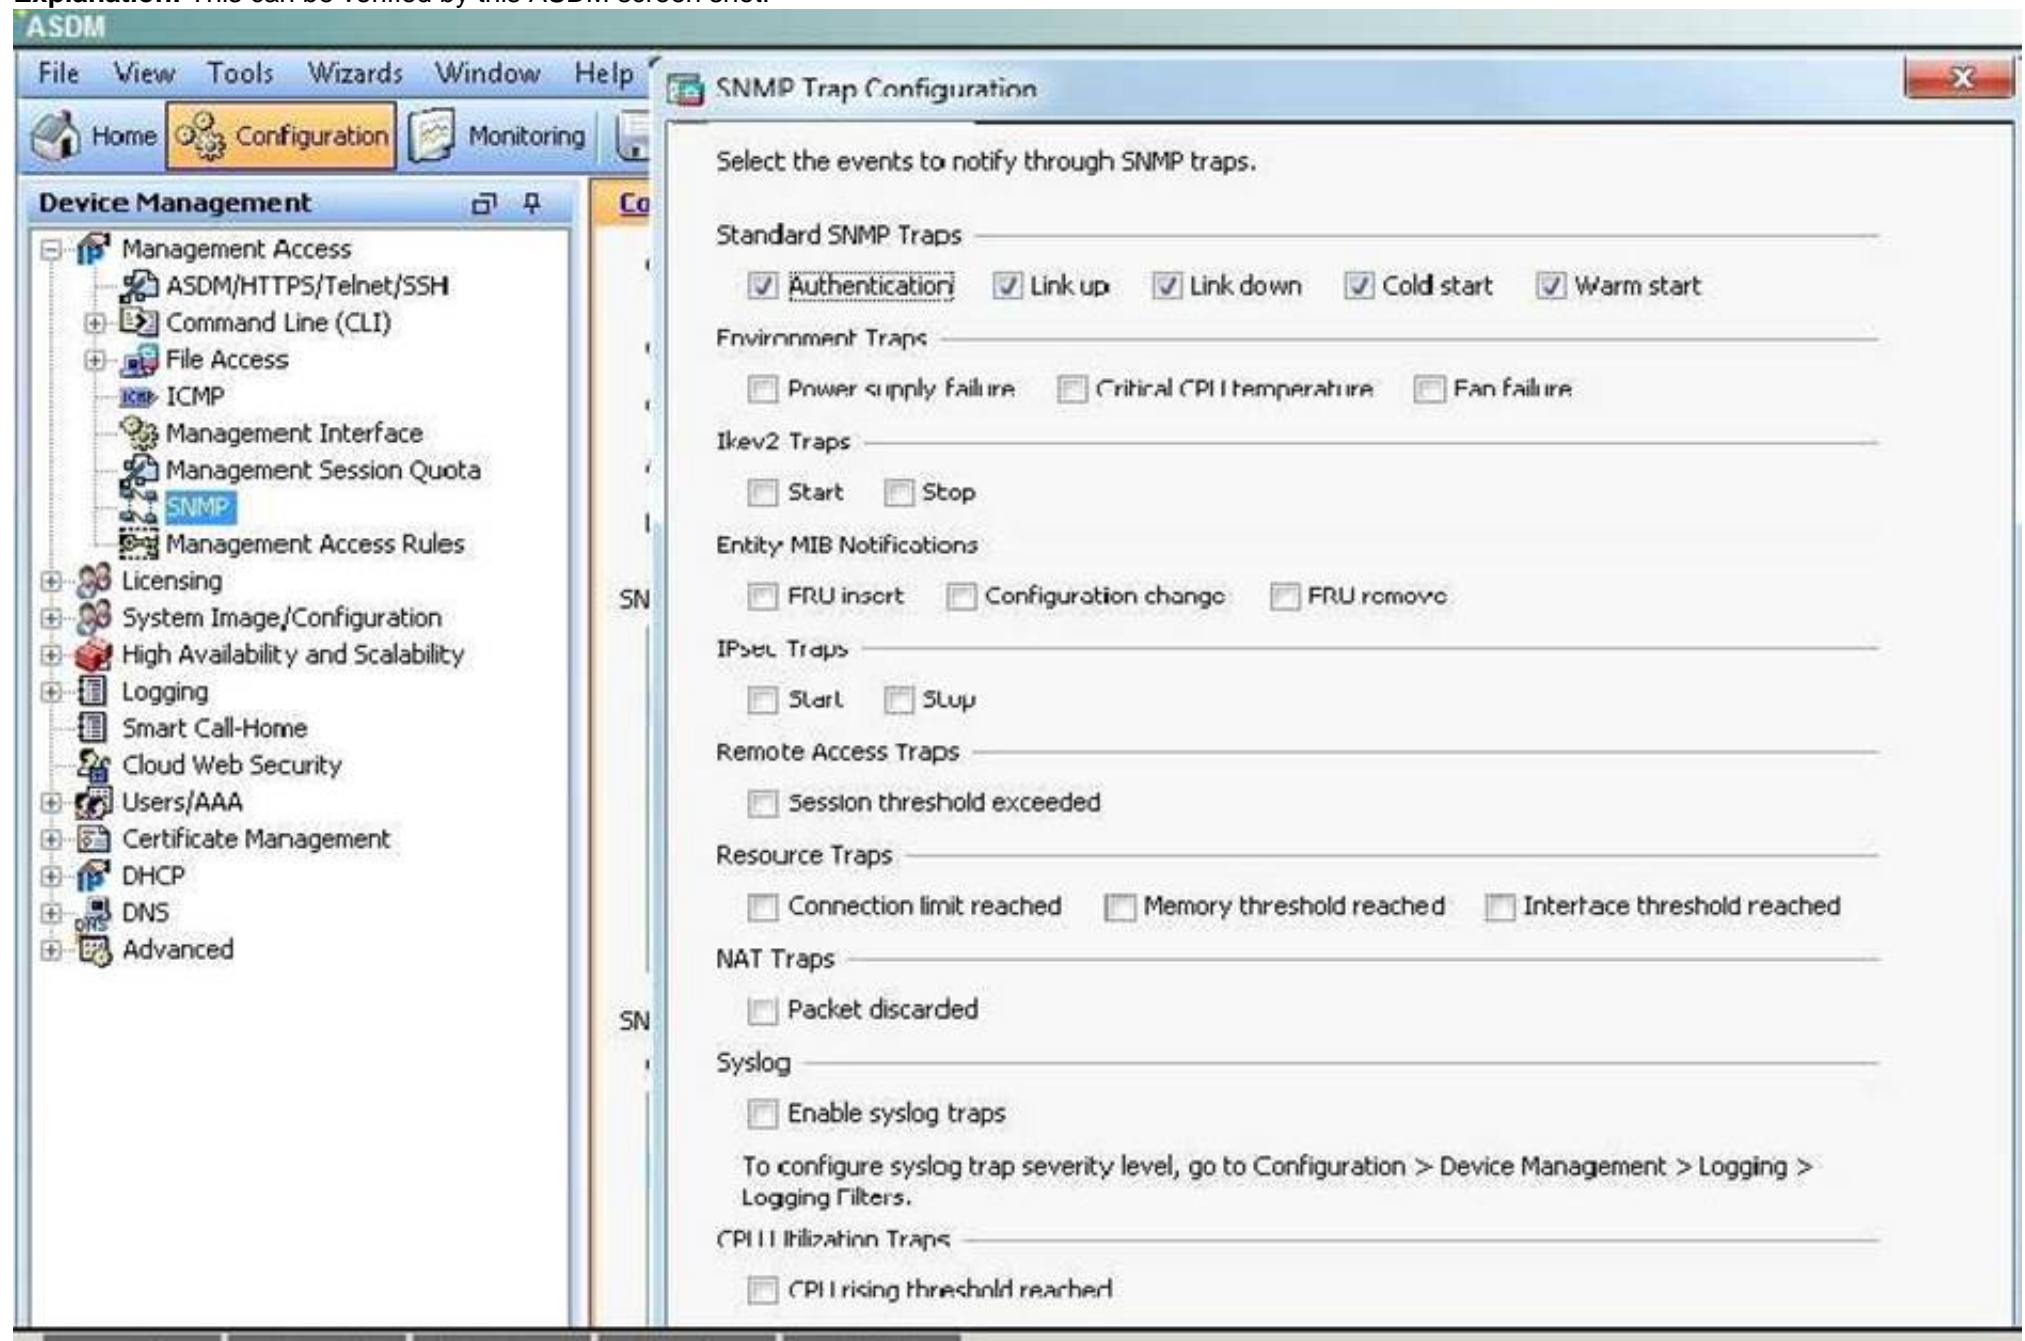 Explanation: This can be verified by this ASDM screen shot.
ASDM
File View Tools Wizards Window Help
Home Configuration Monitoring
Device Management
Management Access
ASDM/HTTPS/Telnet/SSH
Command Line (CLI)
File Access
ICMP
Management Interface
Management Session Quota
SNMP
Management Access Rules
Licensing
System Image/Configuration
High Availability and Scalability
Logging
Smart Call-Home
Cloud Web Security
Users/AAA
Certificate Management
DHCP
DNS
Advanced
Co
SN
SN
SNMP Trap Configuration
Select the events to notify through SNMP traps.
Standard SNMP Traps
Authentication Link up Link down Cold start Warm start
Environment Traps
Power supply failure Critical CPU temperature Fan failure
Ikev2 Traps
Start Stop
Entity MIB Notifications
FRU insert Configuration change FRU remove
IPsec Traps
Start Stop
Remote Access Traps
Session threshold exceeded
Resource Traps
Connection limit reached Memory threshold reached Interface threshold reached
NAT Traps
Packet discarded
Syslog
Enable syslog traps
To configure syslog trap severity level, go to Configuration > Device Management > Logging >
Logging Filters.
CPU Utilization Traps
CPU rising threshold reached